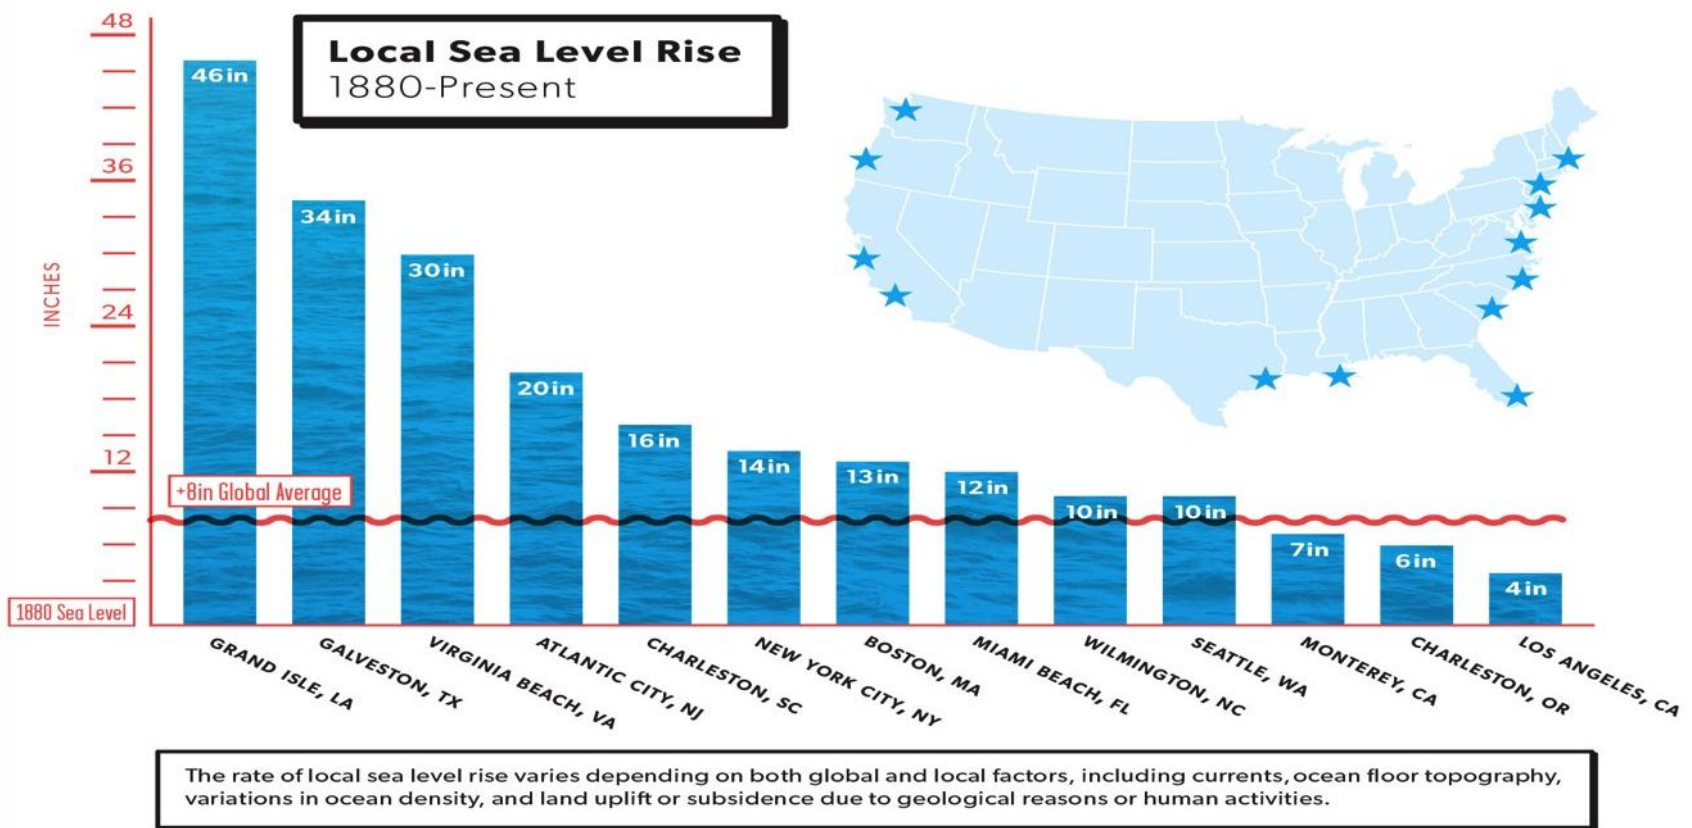 Local Sea Level Rise
1880-Present
INCHES
48
36
24
12
+8in Global Average
1880 Sea Level
46in
34in
30in
20in
16in
14in
13in
12in
10in
10in
7in
6in
4in
GRAND ISLE, LA
GALVESTON, TX
VIRGINIA BEACH, VA
ATLANTIC CITY, NJ
CHARLESTON, SC
NEW YORK CITY, NY
BOSTON, MA
MIAMI BEACH, FL
WILMINGTON, NC
SEATTLE, WA
MONTEREY, CA
CHARLESTON, OR
LOS ANGELES, CA
The rate of local sea level rise varies depending on both global and local factors, including currents, ocean floor topography,
variations in ocean density, and land uplift or subsidence due to geological reasons or human activities.